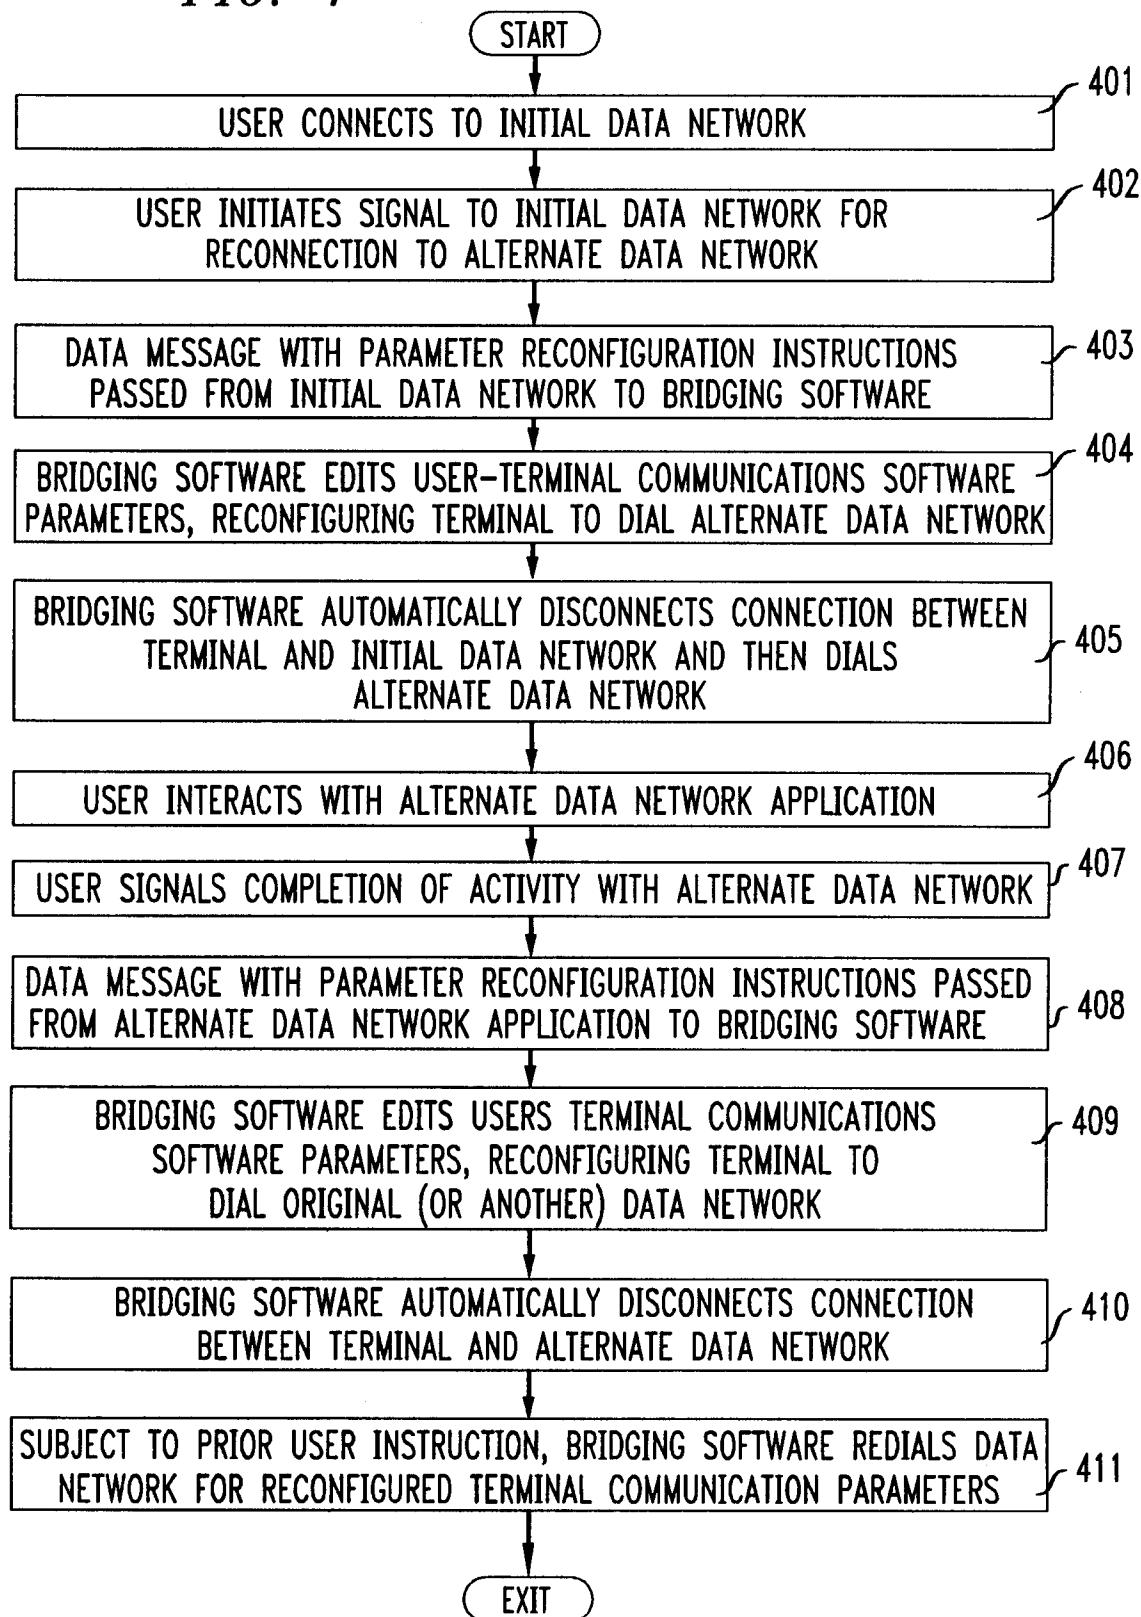 START
401
USER CONNECTS TO INITIAL DATA NETWORK
402
USER INITIATES SIGNAL TO INITIAL DATA NETWORK FOR
RECONNECTION TO ALTERNATE DATA NETWORK
403
DATA MESSAGE WITH PARAMETER RECONFIGURATION INSTRUCTIONS
PASSED FROM INITIAL DATA NETWORK TO BRIDGING SOFTWARE
404
BRIDGING SOFTWARE EDITS USER-TERMINAL COMMUNICATIONS SOFTWARE
PARAMETERS, RECONFIGURING TERMINAL TO DIAL ALTERNATE DATA NETWORK
BRIDGING SOFTWARE AUTOMATICALLY DISCONNECTS CONNECTION BETWEEN
TERMINAL AND INITIAL DATA NETWORK AND THEN DIALS
ALTERNATE DATA NETWORK
405
406
USER INTERACTS WITH ALTERNATE DATA NETWORK APPLICATION
407
USER SIGNALS COMPLETION OF ACTIVITY WITH ALTERNATE DATA NETWORK
DATA MESSAGE WITH PARAMETER RECONFIGURATION INSTRUCTIONS PASSED
FROM ALTERNATE DATA NETWORK APPLICATION TO BRIDGING SOFTWARE
408
BRIDGING SOFTWARE EDITS USERS TERMINAL COMMUNICATIONS
SOFTWARE PARAMETERS, RECONFIGURING TERMINAL TO
DIAL ORIGINAL (OR ANOTHER) DATA NETWORK
409
BRIDGING SOFTWARE AUTOMATICALLY DISCONNECTS CONNECTION
BETWEEN TERMINAL AND ALTERNATE DATA NETWORK
410
SUBJECT TO PRIOR USER INSTRUCTION, BRIDGING SOFTWARE REDIALS DATA
NETWORK FOR RECONFIGURED TERMINAL COMMUNICATION PARAMETERS
411
EXIT